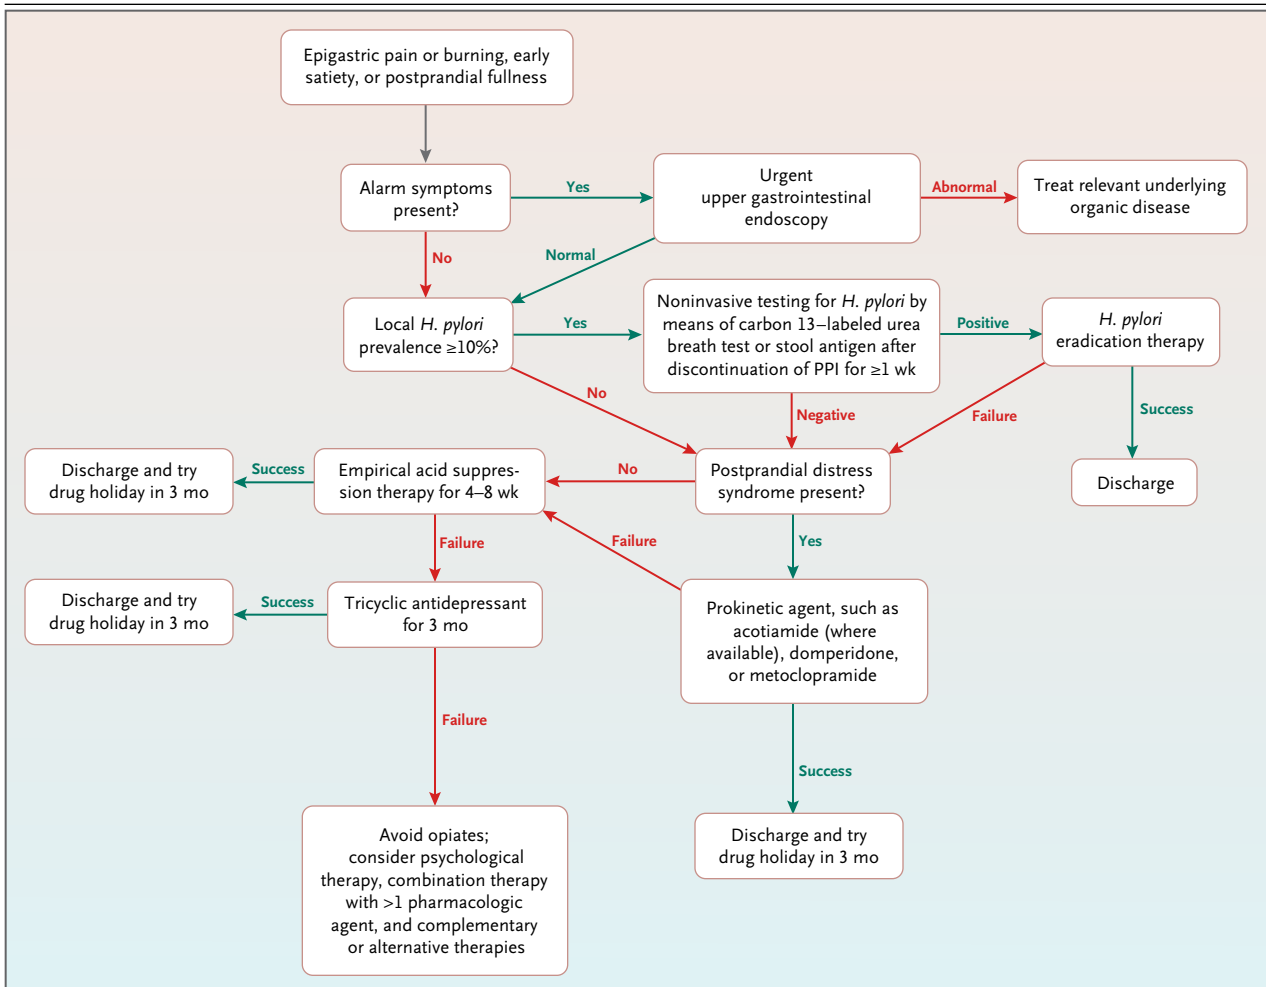 Epigastric pain or burning, early
satiety, or postprandial fullness
Alarm symptoms
present?
Yes
Urgent
upper gastrointestinal
endoscopy
Abnormal
Treat relevant underlying
organic disease
No
Normal
Local H. pylori
prevalence ≥10%?
Yes
Noninvasive testing for H. pylori by
means of carbon 13–labeled urea
breath test or stool antigen after
discontinuation of PPI for ≥1 wk
Positive
H. pylori
eradication therapy
No
Negative
Failure
Success
Discharge and try
drug holiday in 3 mo
Success
Empirical acid suppres-
sion therapy for 4–8 wk
No
Postprandial distress
syndrome present?
Discharge
Failure
Failure
Yes
Discharge and try
drug holiday in 3 mo
Success
Tricyclic antidepressant
for 3 mo
Prokinetic agent, such as
acotiamide (where
available), domperidone,
or metoclopramide
Failure
Success
Avoid opiates;
consider psychological
therapy, combination therapy
with >1 pharmacologic
agent, and complementary
or alternative therapies
Discharge and try
drug holiday in 3 mo